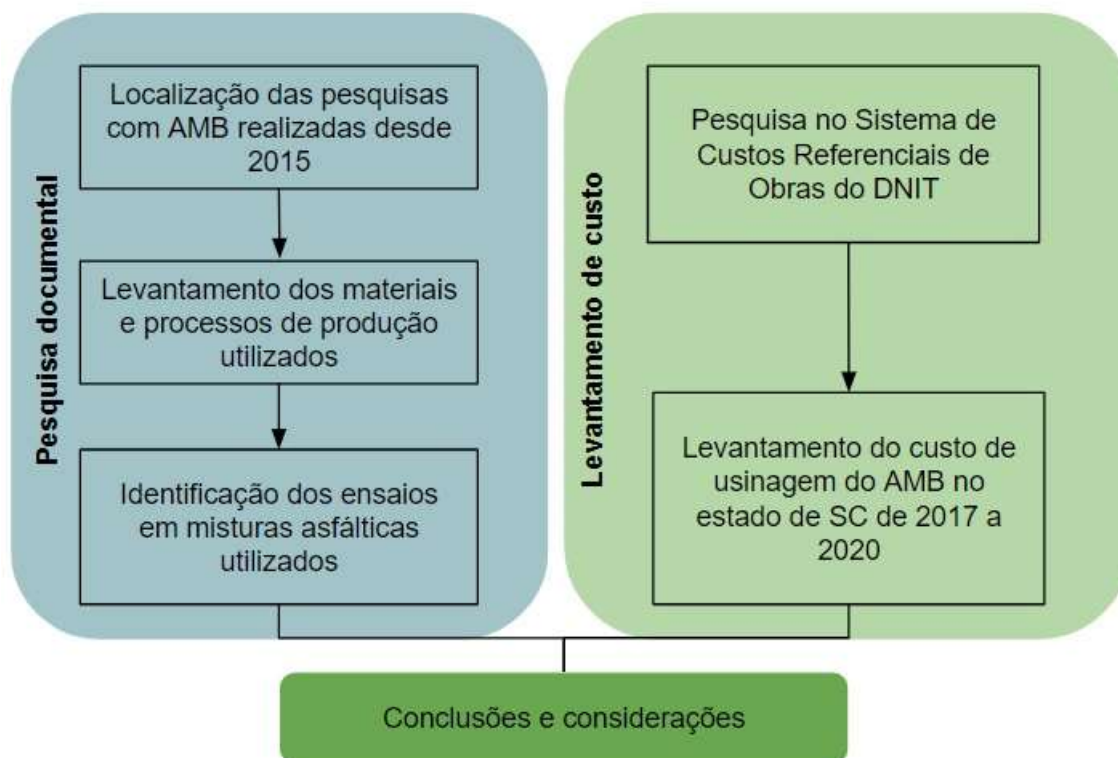 Pesquisa documental
Localização das pesquisas
com AMB realizadas desde
2015
Levantamento dos materiais
e processos de produção
utilizados
Identificação dos ensaios
em misturas asfálticas
utilizados
Levantamento de custo
Pesquisa no Sistema de
Custos Referenciais de
Obras do DNIT
Levantamento do custo de
usinagem do AMB no
estado de SC de 2017 a
2020
Conclusões e considerações